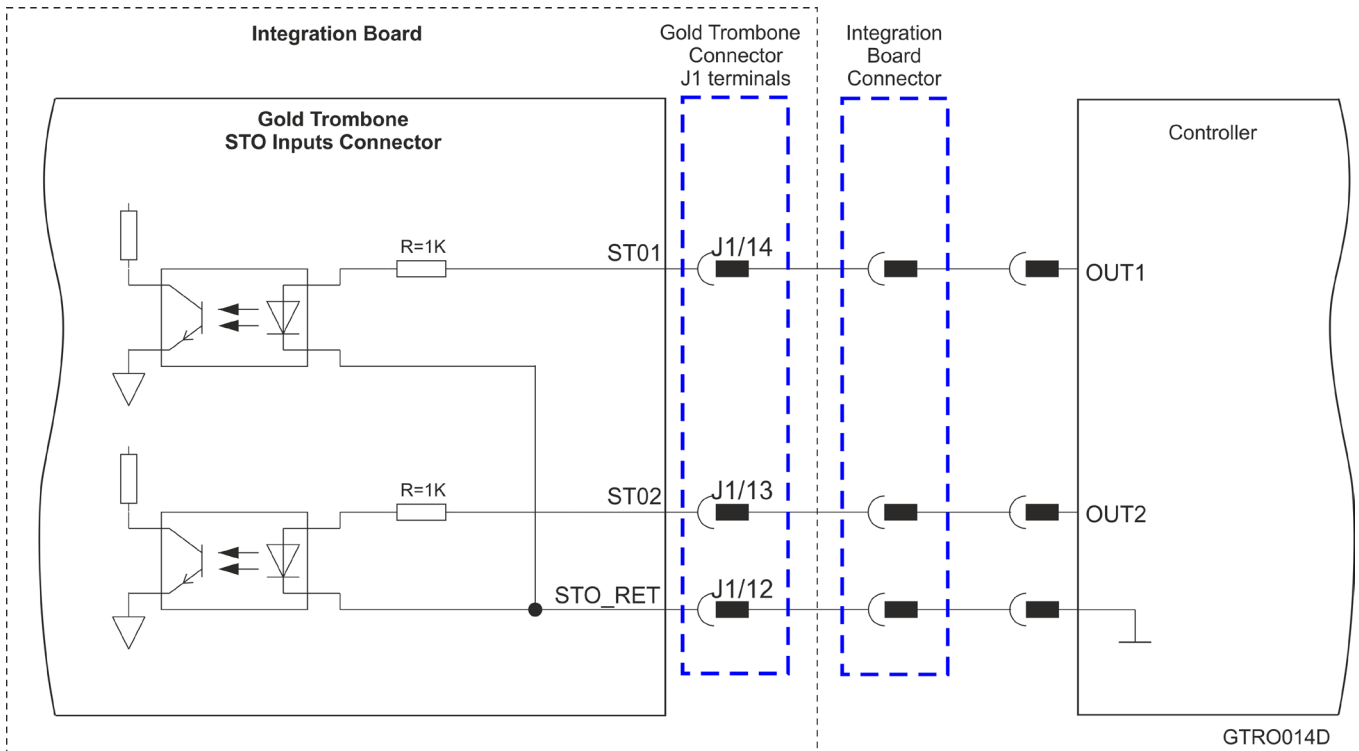 Integration Board
Gold Trombone
Connector
J1 terminals
Integration
Board
Connector
Gold Trombone
STO Inputs Connector
Controller
R=1K
ST01
J1/14
OUT1
R=1K
ST02
J1/13
OUT2
STO_RET
J1/12
GTRO014D